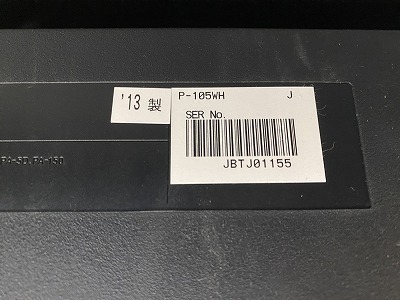 '13 製
P-105WH J
SER No.
JBTJ01155